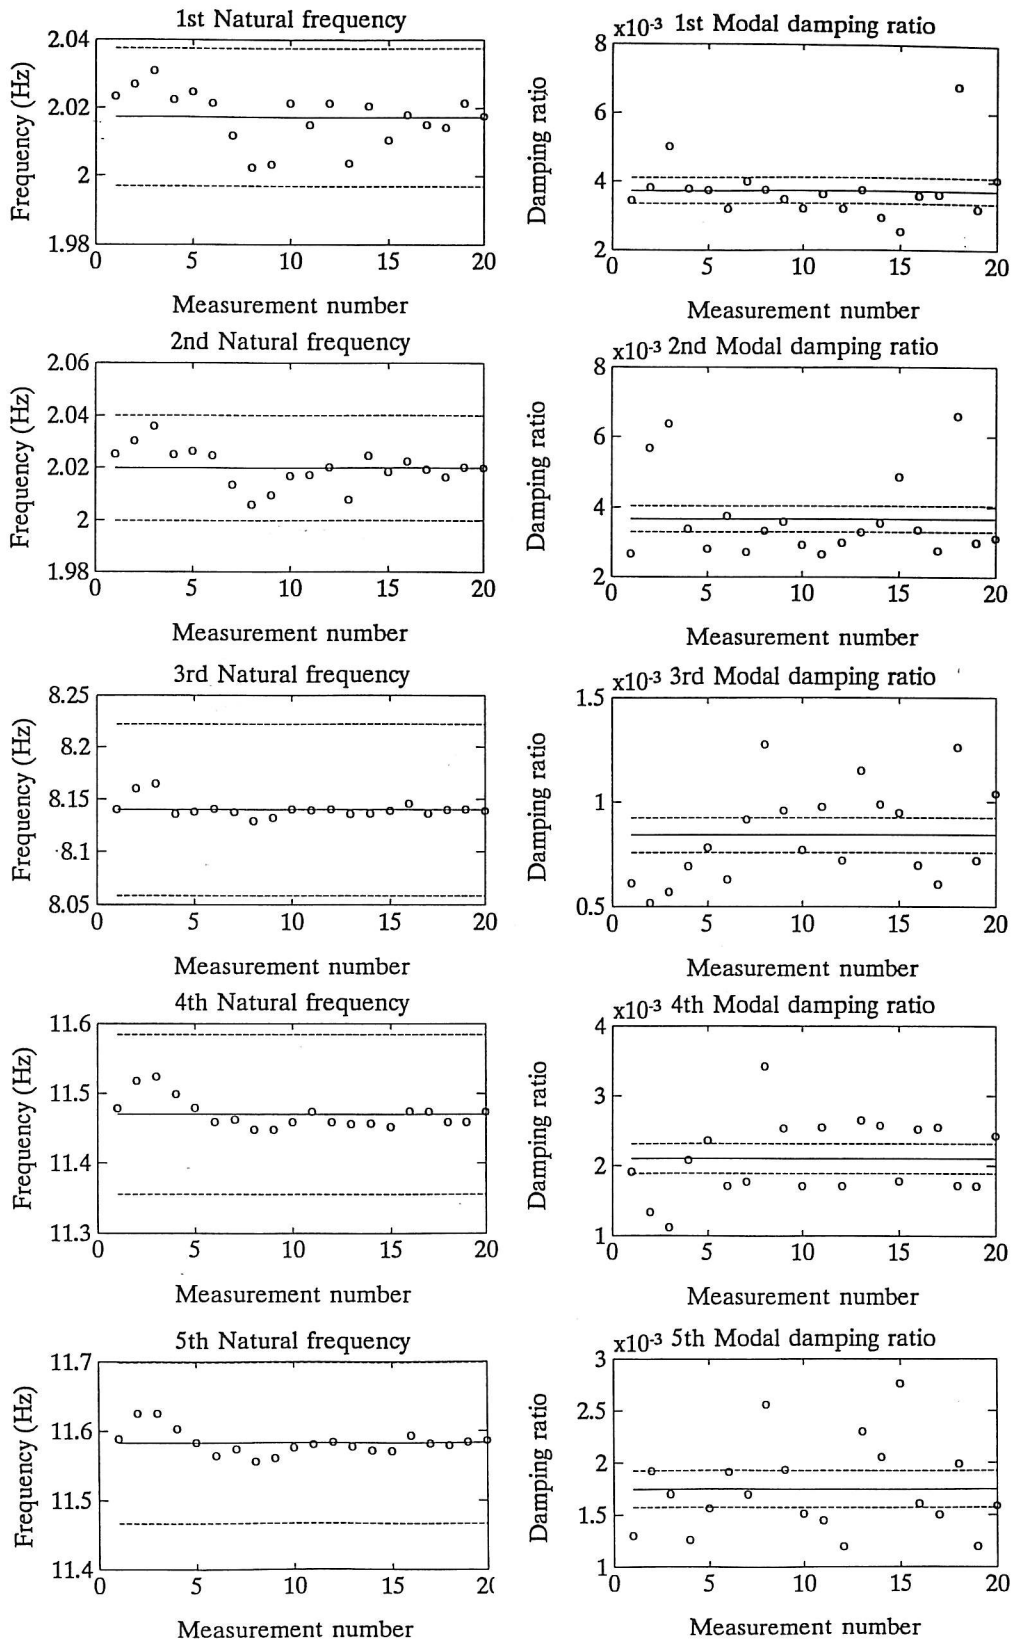 1st Natural frequency
2.04
2.02
2
1.98
Frequency (Hz)
0 5 10 15 20
Measurement number
x10-3 1st Modal damping ratio
8
6
4
2
Damping ratio
0 5 10 15 20
Measurement number
2nd Natural frequency
2.06
2.04
2.02
2
1.98
Frequency (Hz)
0 5 10 15 20
Measurement number
x10-3 2nd Modal damping ratio
8
6
4
2
Damping ratio
0 5 10 15 20
Measurement number
3rd Natural frequency
8.25
8.2
8.15
8.1
8.05
Frequency (Hz)
0 5 10 15 20
Measurement number
x10-3 3rd Modal damping ratio
1.5
1
0.5
Damping ratio
0 5 10 15 20
Measurement number
4th Natural frequency
11.6
11.5
11.4
11.3
Frequency (Hz)
0 5 10 15 20
Measurement number
x10-3 4th Modal damping ratio
4
3
2
1
Damping ratio
0 5 10 15 20
Measurement number
5th Natural frequency
11.7
11.6
11.5
11.4
Frequency (Hz)
0 5 10 15 20
Measurement number
x10-3 5th Modal damping ratio
3
2.5
2
1.5
1
Damping ratio
0 5 10 15 20
Measurement number